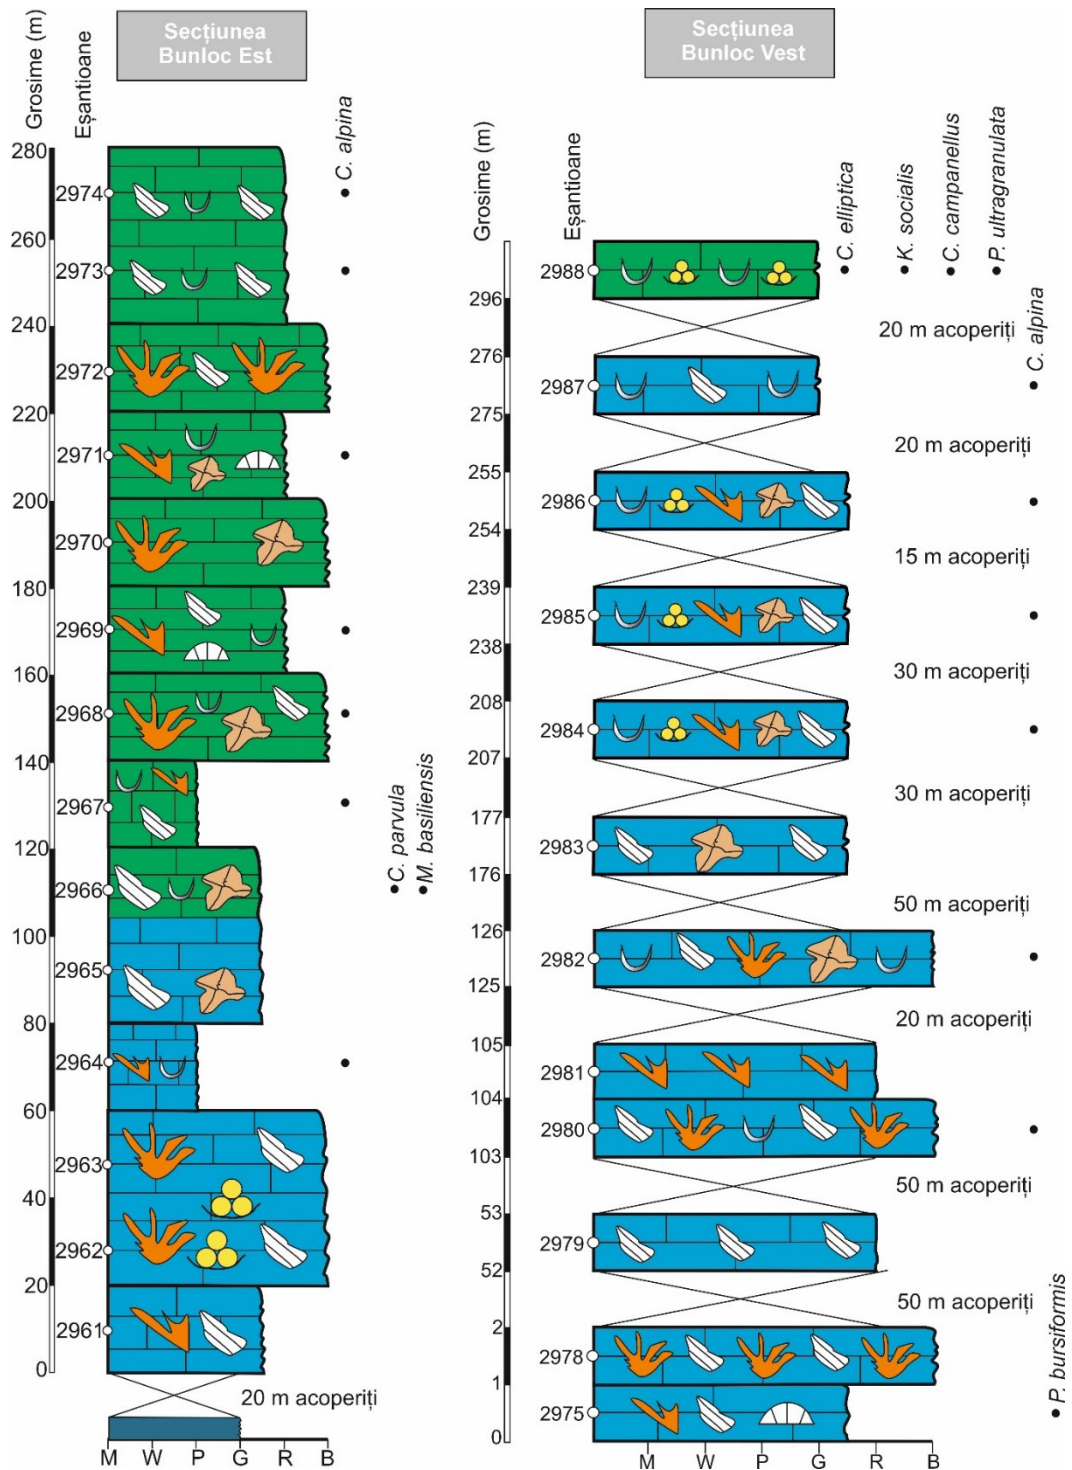 Secțiunea
Bunloc Est
Grosime (m)
Eșantioane
C. alpina
280
2974
260
2973
240
2972
220
2971
200
2970
180
2969
160
2968
140
2967
120
C. parvula
M. basiliensis
2966
100
2965
80
2964
60
2963
40
2962
20
2961
0
20 m acoperiți
M W P G R B
Secțiunea
Bunloc Vest
Grosime (m)
Eșantioane
C. elliptica
K. socialis
C. campanellus
P. ultragranulata
2988
296
20 m acoperiți
C. alpina
276
2987
275
20 m acoperiți
255
2986
254
15 m acoperiți
239
2985
238
30 m acoperiți
208
2984
207
30 m acoperiți
177
2983
176
50 m acoperiți
126
2982
125
20 m acoperiți
105
2981
104
2980
103
50 m acoperiți
53
2979
52
50 m acoperiți
2
2978
1
P. bursiformis
2975
0
M W P G R B